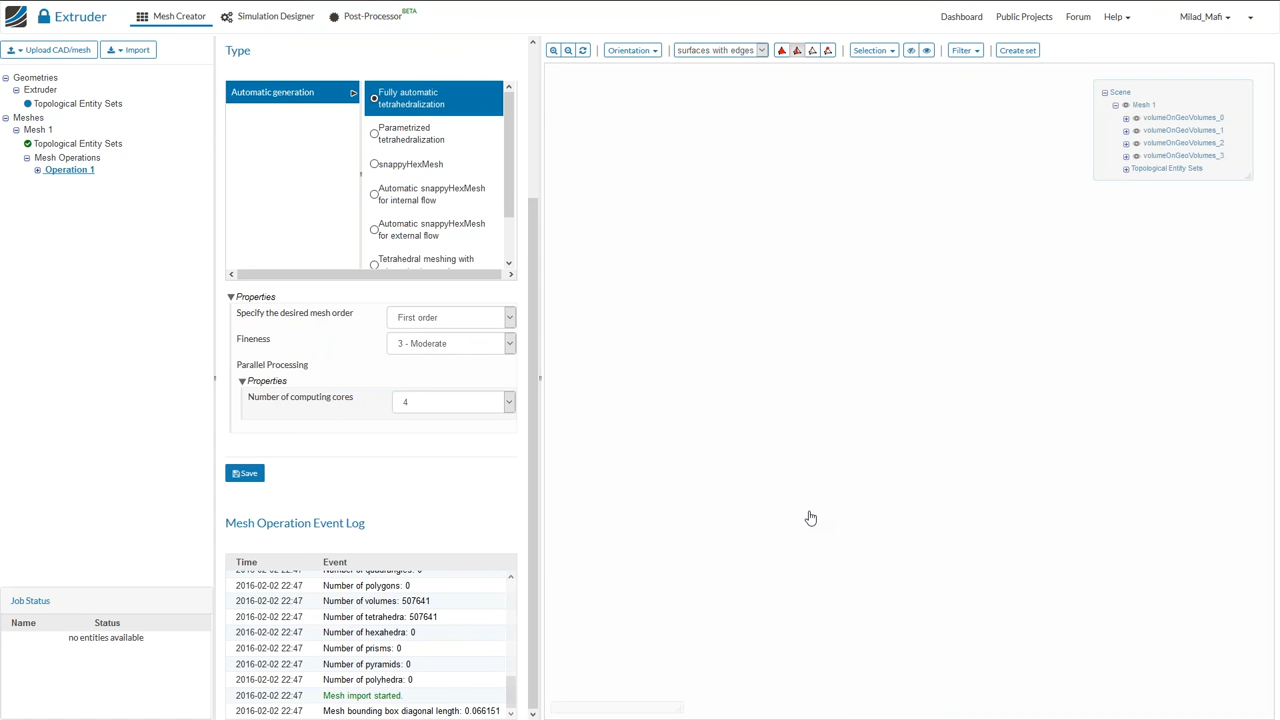 Extruder
Mesh Creator
Simulation Designer
Post-Processor BETA
Dashboard
Public Projects
Forum
Help
Milad_Mafi
Upload CAD/mesh
Import
Geometries
Extruder
Topological Entity Sets
Meshes
Mesh 1
Topological Entity Sets
Mesh Operations
Operation 1
Job Status
Name Status
no entities available
Type
Automatic generation
Fully automatic
tetrahedralization
Parametrized
tetrahedralization
snappyHexMesh
Automatic snappyHexMesh
for internal flow
Automatic snappyHexMesh
for external flow
Tetrahedral meshing with
Properties
Specify the desired mesh order First order
Fineness 3 - Moderate
Parallel Processing
Properties
Number of computing cores 4
Save
Mesh Operation Event Log
Time Event
2016-02-02 22:47 Number of quadrangles: 0
2016-02-02 22:47 Number of polygons: 0
2016-02-02 22:47 Number of volumes: 507641
2016-02-02 22:47 Number of tetrahedra: 507641
2016-02-02 22:47 Number of hexahedra: 0
2016-02-02 22:47 Number of prisms: 0
2016-02-02 22:47 Number of pyramids: 0
2016-02-02 22:47 Number of polyhedra: 0
2016-02-02 22:47 Mesh import started.
2016-02-02 22:47 Mesh bounding box diagonal length: 0.066151
Orientation
surfaces with edges
Selection
Filter
Create set
Scene
Mesh 1
volumeOnGeoVolumes_0
volumeOnGeoVolumes_1
volumeOnGeoVolumes_2
volumeOnGeoVolumes_3
Topological Entity Sets